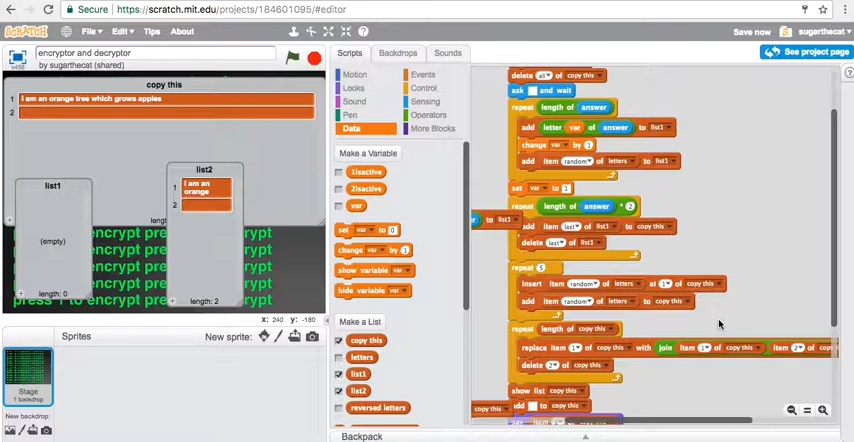 Secure https://scratch.mit.edu/projects/184601095/#editor
SCRATCH File Edit Tips About Save now sugarthecat
encryptor and decryptor
by sugarthecat (shared)
v458
Scripts Backdrops Sounds
See project page
copy this
1 I am an orange tree which grows apples
2
list1
(empty)
length: 0
list2
1 I am an
orange
2
length: 2
press 1 to encrypt press 1 to encrypt
x: 240 y: -180
Sprites New sprite:
Stage
1 backdrop
New backdrop:
Motion Events
Looks Control
Sound Sensing
Pen Operators
Data More Blocks
Make a Variable
1isactive
2isactive
var
set var to 0
change var by 1
show variable var
hide variable var
Make a List
copy this
letters
list1
list2
reversed letters
delete all of copy this
ask and wait
repeat length of answer
add letter var of answer to list1
change var by 1
add item random of letters to list1
set var to 1
repeat length of answer * 2
to list1
add item last of list1 to copy this
delete last of list1
repeat 5
insert item random of letters at 1 of copy this
add item random of letters to copy this
repeat length of copy this
replace item 1 of copy this with join item 1 of copy this item 2 of
delete 2 of copy this
show list copy this
copy this add to copy this
Backpack